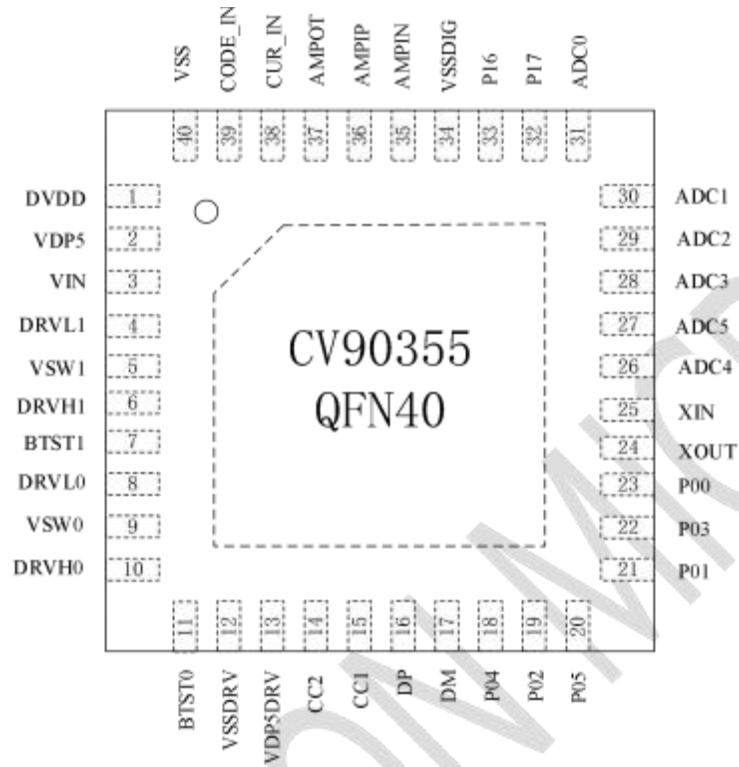 VSS
CODE_IN
CUR_IN
AMPOT
AMPIP
AMPIN
VSSDIG
P16
P17
ADC0
40
39
38
37
36
35
34
33
32
31
DVDD 1
VDP5 2
VIN 3
DRVL1 4
VSW1 5
DRVH1 6
BTST1 7
DRVL0 8
VSW0 9
DRVH0 10
CV90355
QFN40
30 ADC1
29 ADC2
28 ADC3
27 ADC5
26 ADC4
25 XIN
24 XOUT
23 P00
22 P03
21 P01
11
12
13
14
15
16
17
18
19
20
BTST0
VSSDRV
VDP5DRV
CC2
CC1
DP
DM
P04
P02
P05
ON MICR